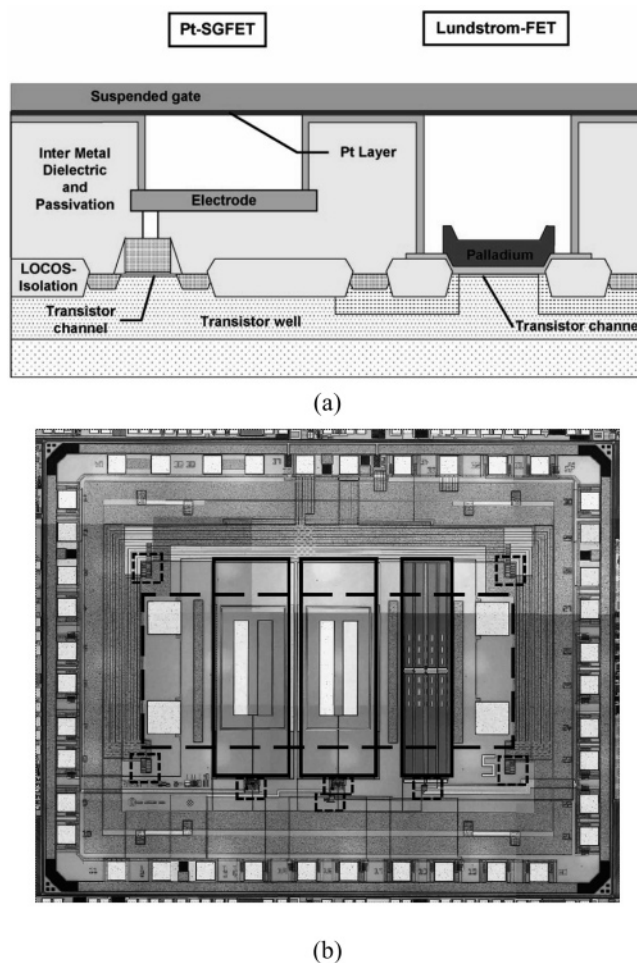 Pt-SGFET
Lundstrom-FET
Suspended gate
Inter Metal
Dielectric
and
Passivation
Pt Layer
Electrode
Palladium
LOCOS-
Isolation
Transistor
channel
Transistor well
Transistor channel
(a)
(b)